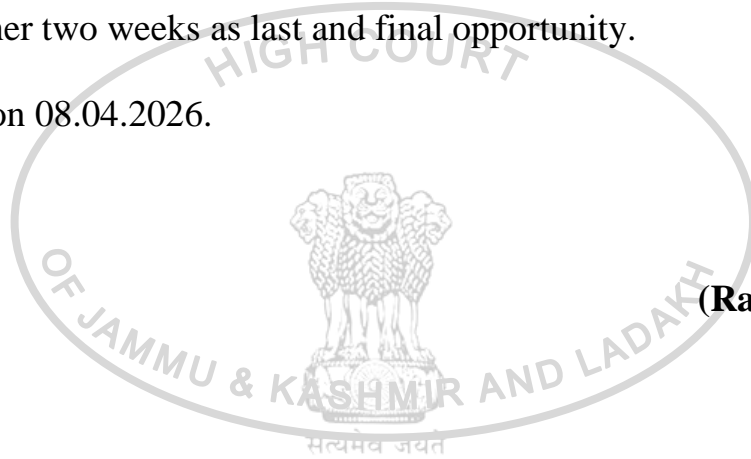 her two weeks as last and final opportunity.
HIGH COURT
on 08.04.2026.
(Ra
OF JAMMU & KASHMIR AND LADAKH
सत्यमेव जयते